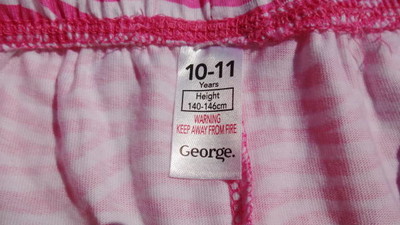 10-11
Years
Height
140-146cm
WARNING
KEEP AWAY FROM FIRE
George.